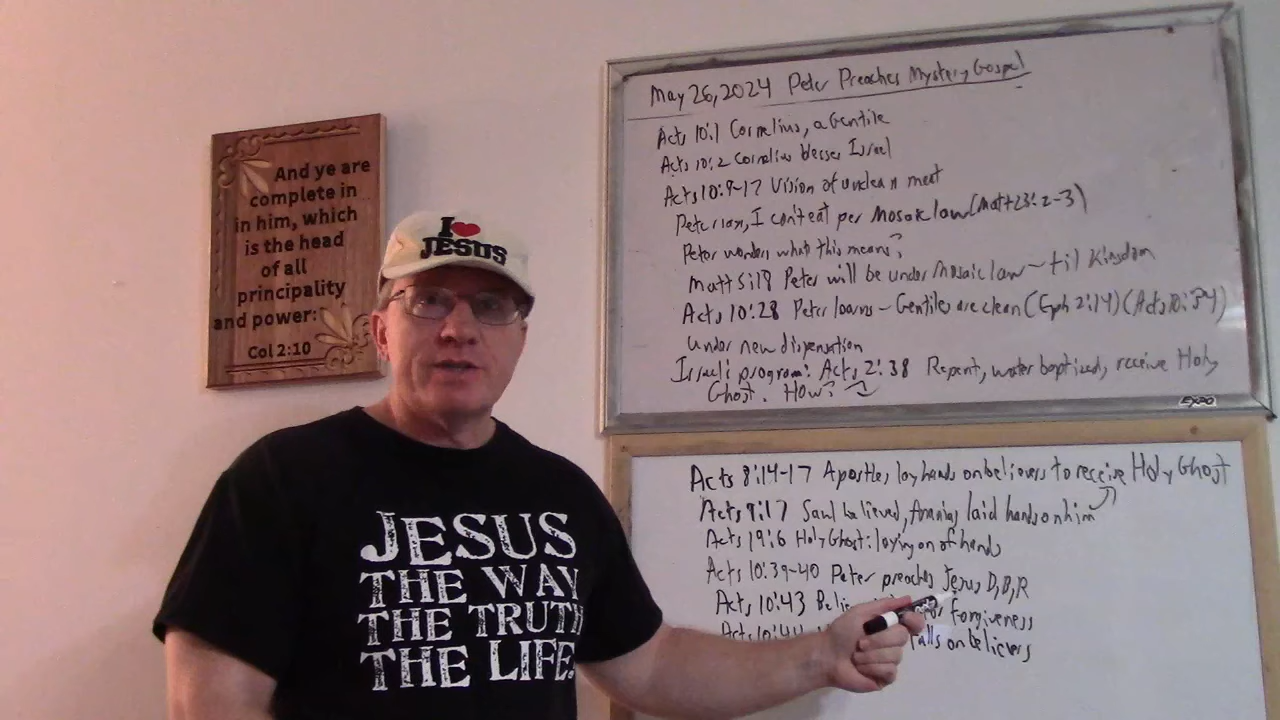 And ye are
complete in
in him, which
is the head
of all
principality
and power:
Col 2:10
I ❤
JESUS
JESUS
THE WAY
THE TRUTH
THE LIFE.
May 26, 2024 Peter Preaches Mystery Gospel
Acts 10:1 Cornelius, a Gentile
Acts 10:2 Cornelius blesses Israel
Acts 10:9-17 Vision of unclean meat
Peter says, I can't eat per Mosaic law (Matt 23:2-3)
Peter wonders what this means?
Matt 5:18 Peter will be under Mosaic law ~ til Kingdom
Acts 10:28 Peter learns - Gentiles are clean (Eph 2:14) (Acts 10:34)
under new dispensation
Israeli program: Acts 2:38 Repent, water baptized, receive Holy
Ghost. How?
EXPO
Acts 8:14-17 Apostles lay hands on believers to receive Holy Ghost
Acts 9:17 Saul believed, Ananias laid hands on him
Acts 19:6 Holy Ghost: laying on of hands
Acts 10:39-40 Peter preaches Jesus D,B,R
Acts 10:43 for forgiveness
Acts 10:44 falls on believers